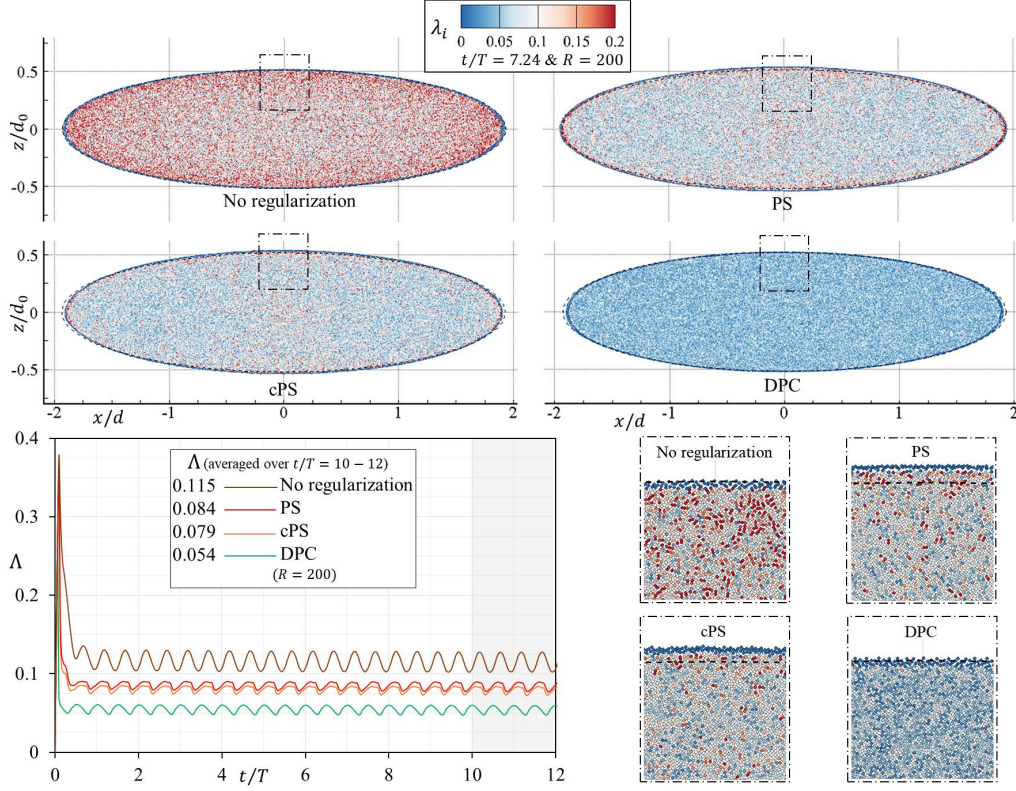 λᵢ
0 0.05 0.1 0.15 0.2
t/T = 7.24 & R = 200
z/d₀
0.5
0
-0.5
No regularization
PS
z/d₀
0.5
0
-0.5
cPS
DPC
-2 x/d -1 0 1 2
-2 x/d -1 0 1 2
0.4
0.3
Λ
0.2
0.1
0
Λ (averaged over t/T = 10 − 12)
0.115 No regularization
0.084 PS
0.079 cPS
0.054 DPC
(R = 200)
0 2 t/T 4 6 8 10 12
No regularization
PS
cPS
DPC